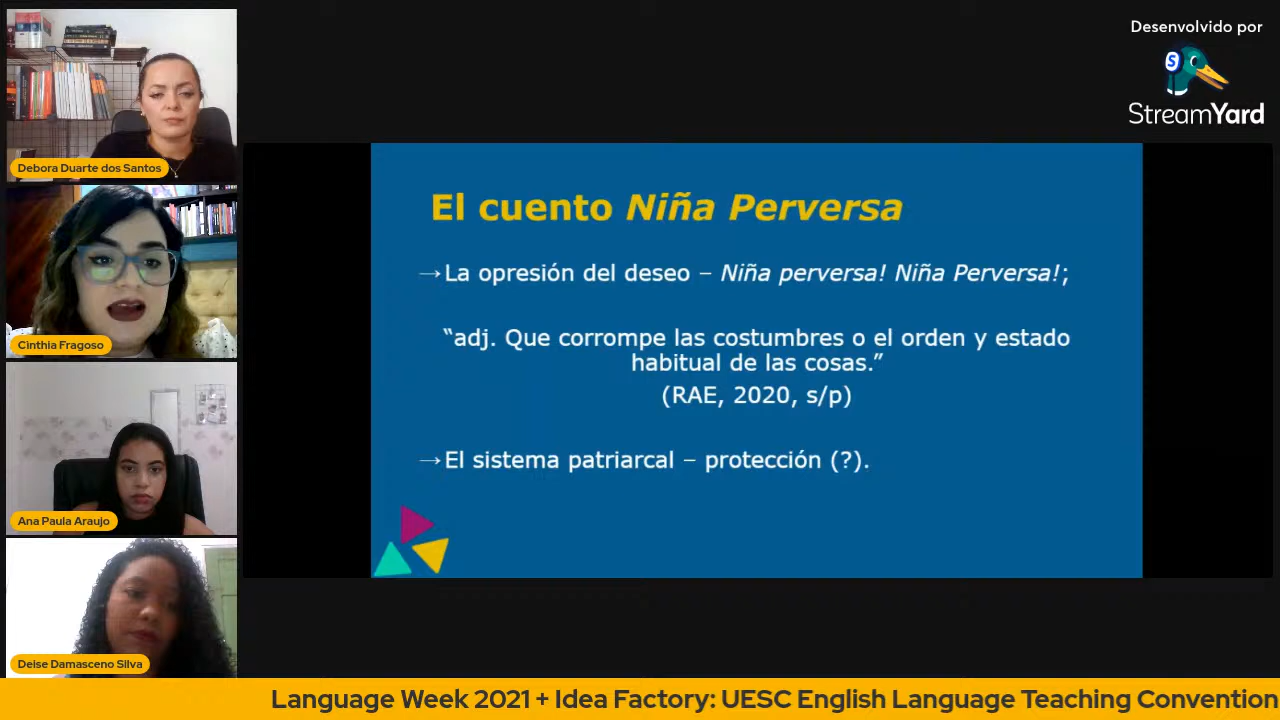 Debora Duarte dos Santos
Cinthia Fragoso
Ana Paula Araujo
Deise Damasceno Silva
Desenvolvido por
S
StreamYard
El cuento Niña Perversa
→La opresión del deseo – Niña perversa! Niña Perversa!;
“adj. Que corrompe las costumbres o el orden y estado
habitual de las cosas.”
(RAE, 2020, s/p)
→El sistema patriarcal – protección (?).
Language Week 2021 + Idea Factory: UESC English Language Teaching Convention